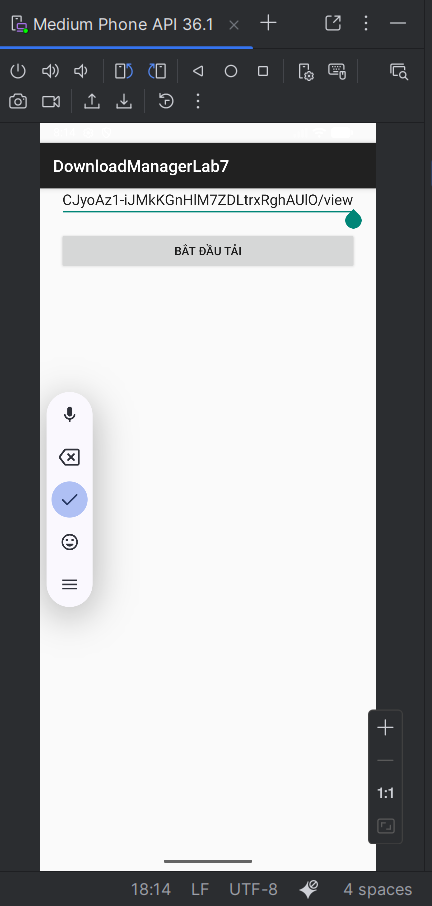 Medium Phone API 36.1
DownloadManagerLab7
CJyoAz1-iJMkKGnHlM7ZDLtrxRghAUlO/view
BẮT ĐẦU TẢI
1:1
18:14 LF UTF-8 4 spaces